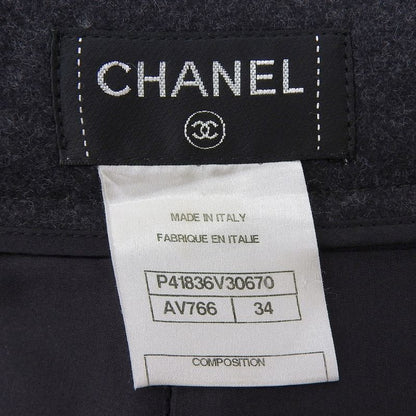 CHANEL
MADE IN ITALY
FABRIQUE EN ITALIE
P41836V30670
AV766 34
COMPOSITION